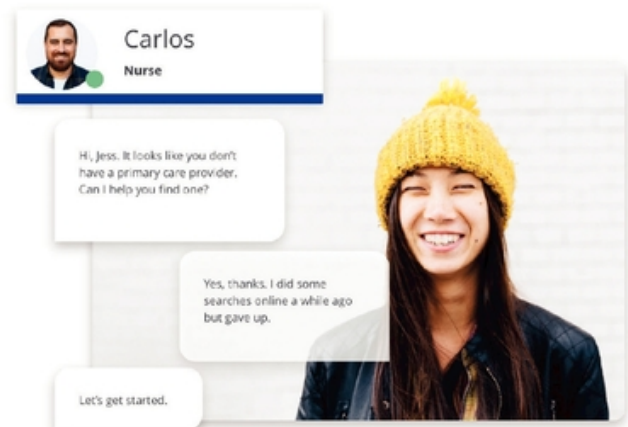 Carlos
Nurse
Hi, Jess. It looks like you don't
have a primary care provider.
Can I help you find one?
Yes, thanks. I did some
searches online a while ago
but gave up.
Let's get started.